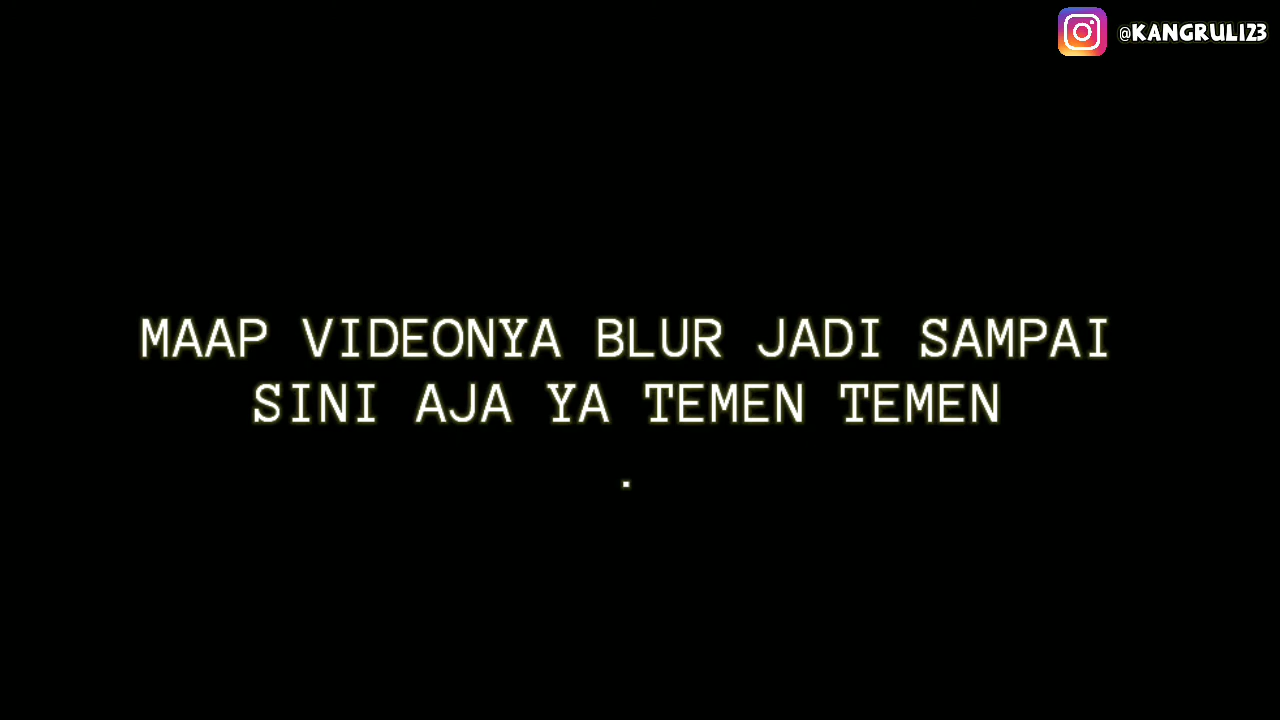 @KANGRULI23
MAAP VIDEONYA BLUR JADI SAMPAI
SINI AJA YA TEMEN TEMEN
.